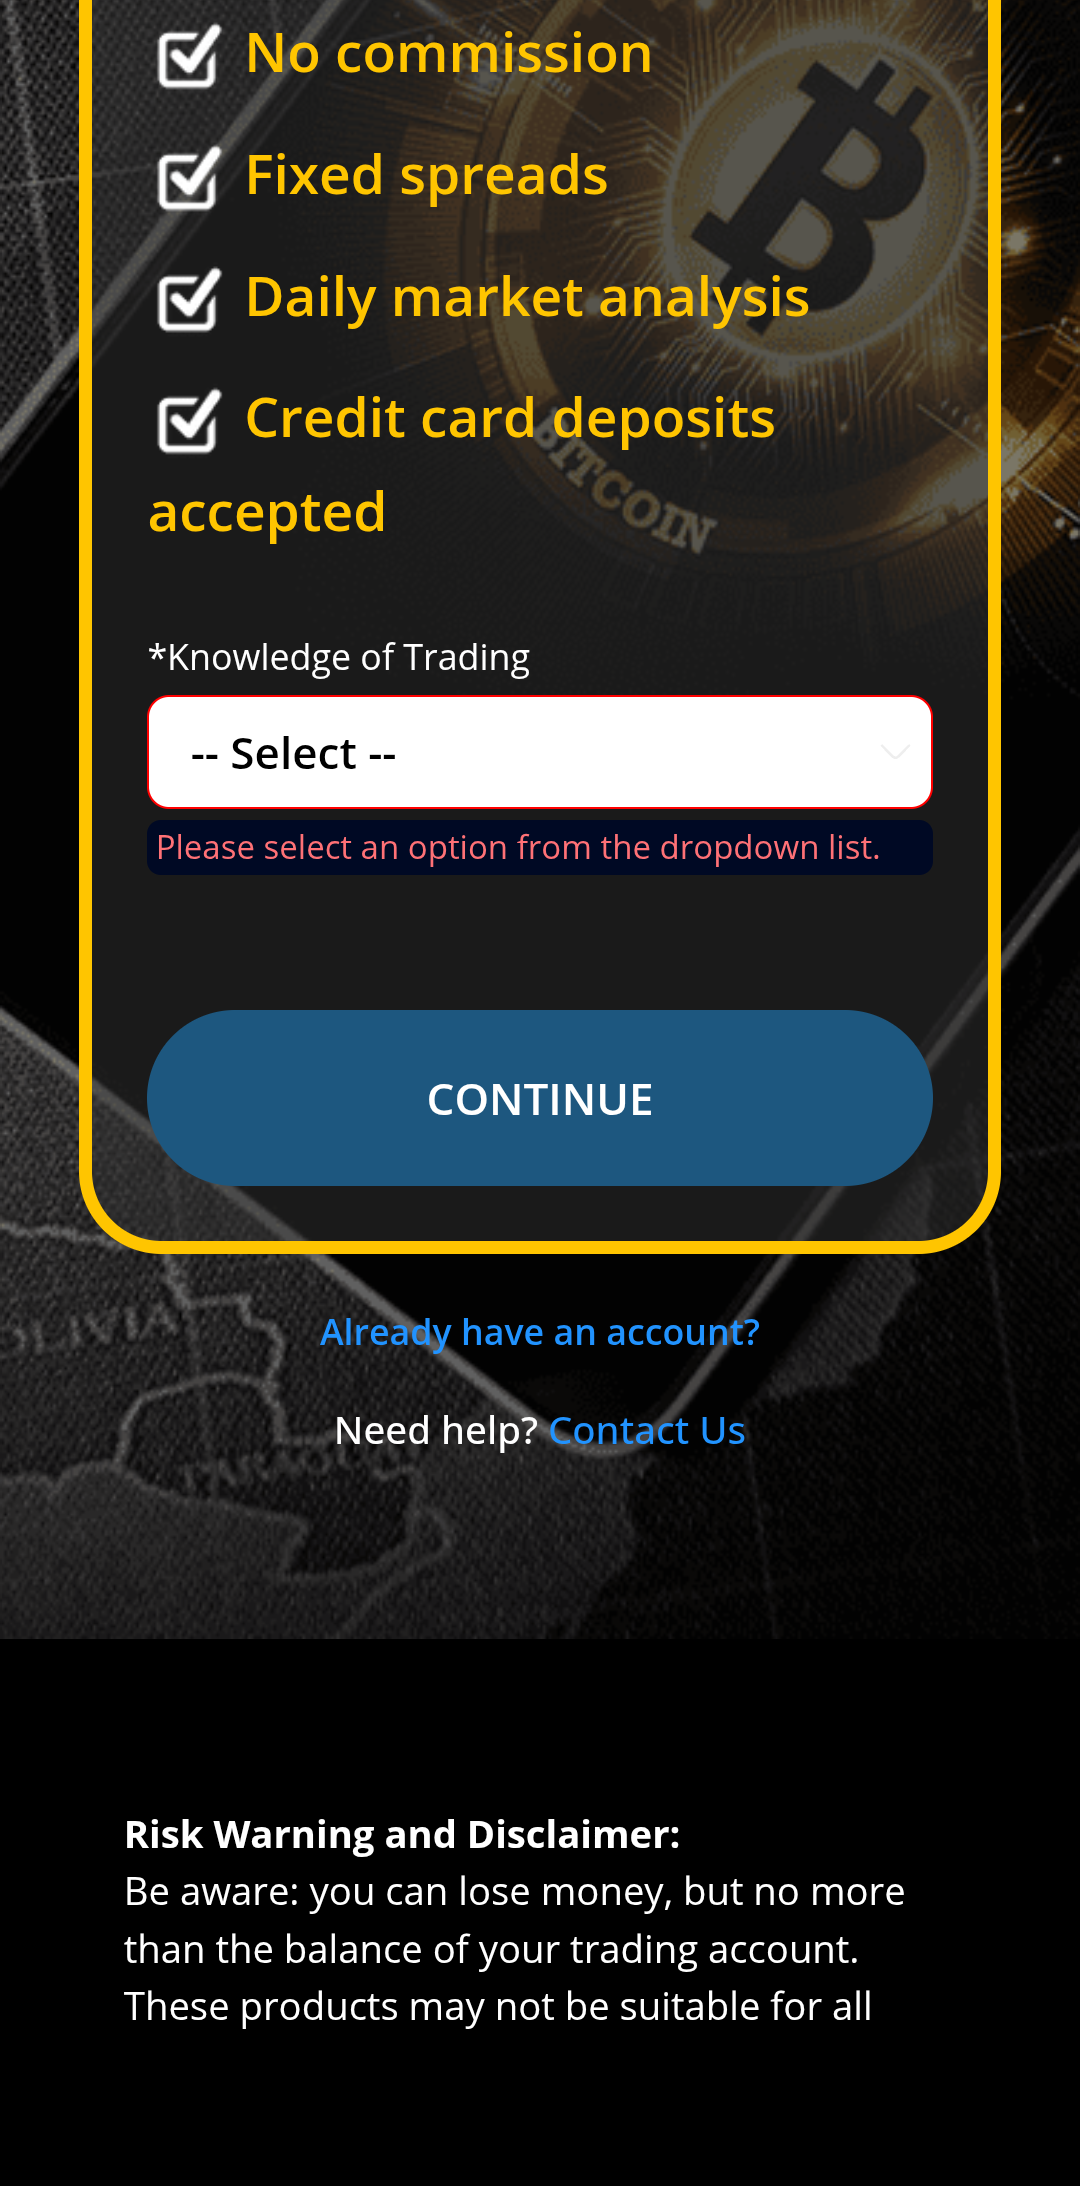 No commission
Fixed spreads
Daily market analysis
Credit card deposits
accepted
BITCOIN
*Knowledge of Trading
-- Select --
Please select an option from the dropdown list.
CONTINUE
Already have an account?
Need help? Contact Us
Risk Warning and Disclaimer:
Be aware: you can lose money, but no more
than the balance of your trading account.
These products may not be suitable for all